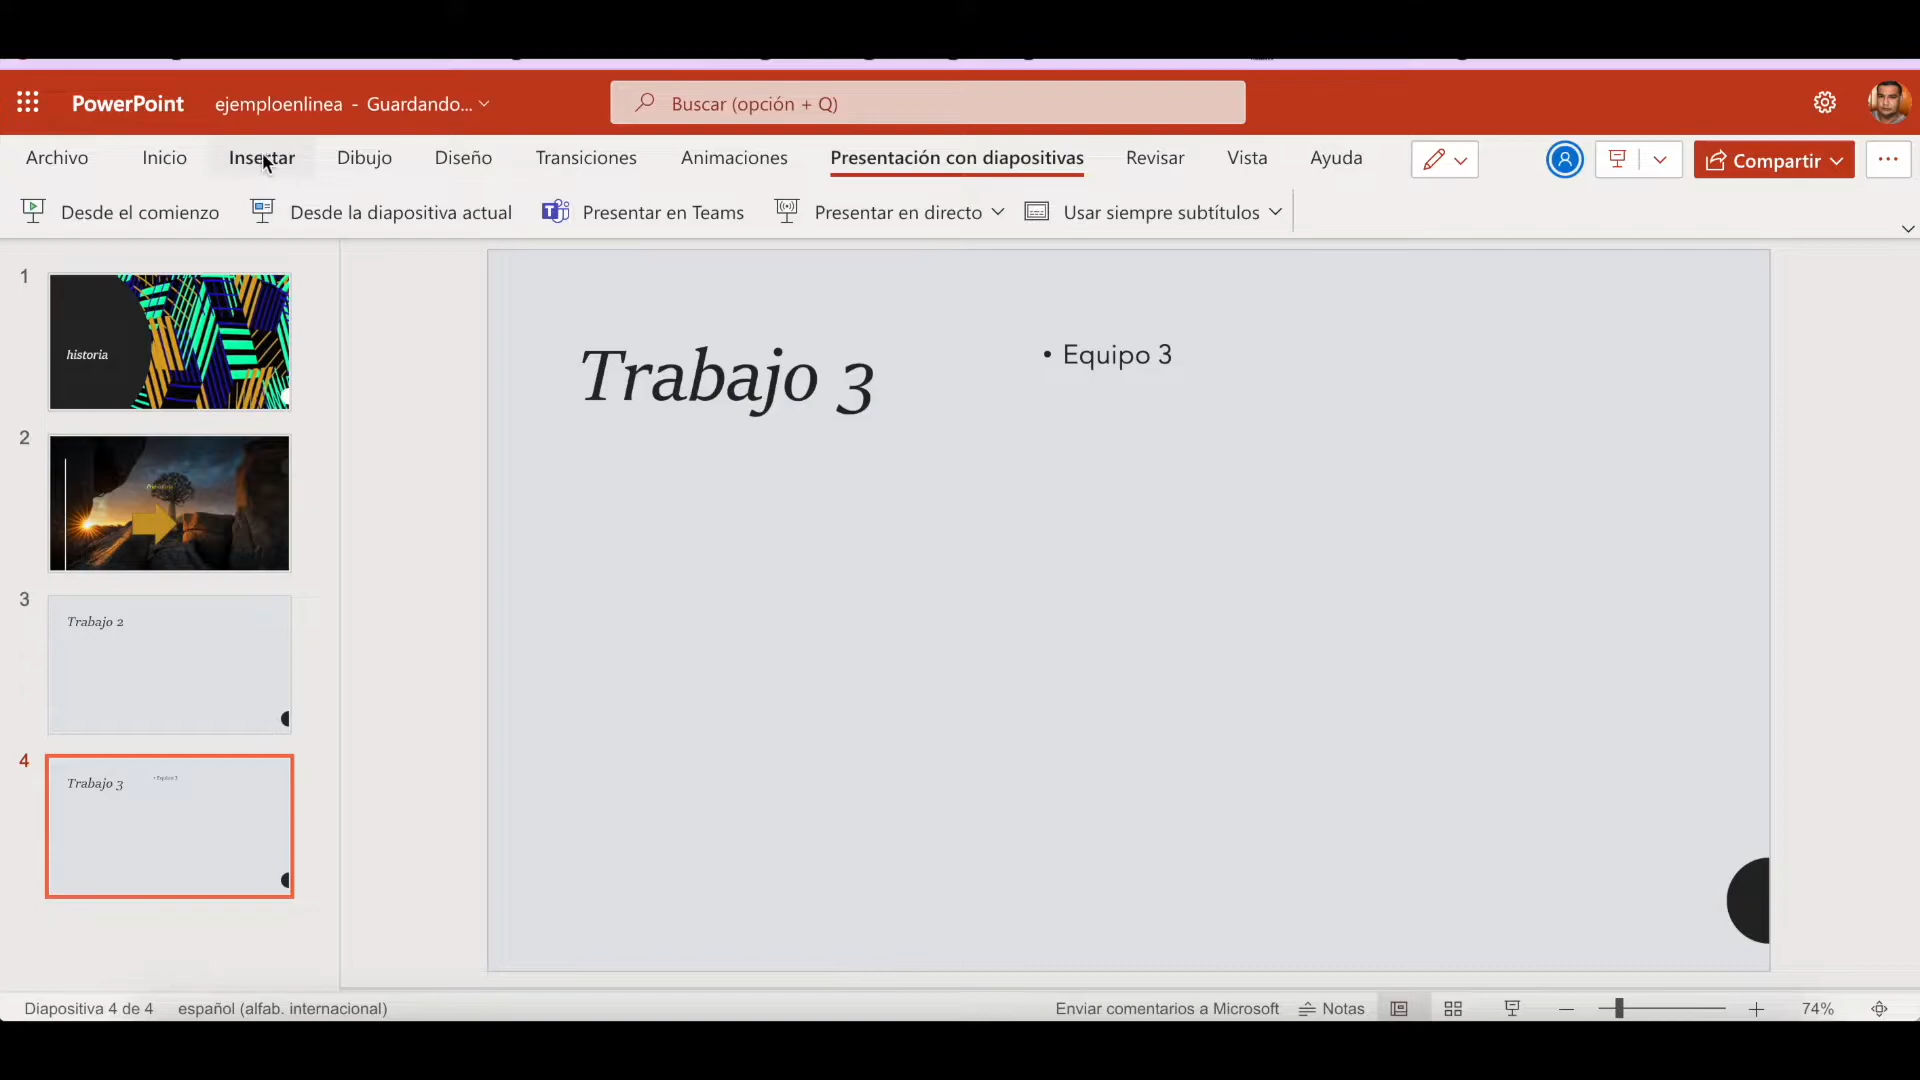 PowerPoint
ejemploenlinea - Guardando...
Buscar (opción + Q)
Archivo
Inicio
Insertar
Dibujo
Diseño
Transiciones
Animaciones
Presentación con diapositivas
Revisar
Vista
Ayuda
Compartir
Desde el comienzo
Desde la diapositiva actual
Presentar en Teams
Presentar en directo
Usar siempre subtítulos
1
historia
2
3
Trabajo 2
4
Trabajo 3
• Equipo 3
Trabajo 3
• Equipo 3
Diapositiva 4 de 4
español (alfab. internacional)
Enviar comentarios a Microsoft
Notas
74%